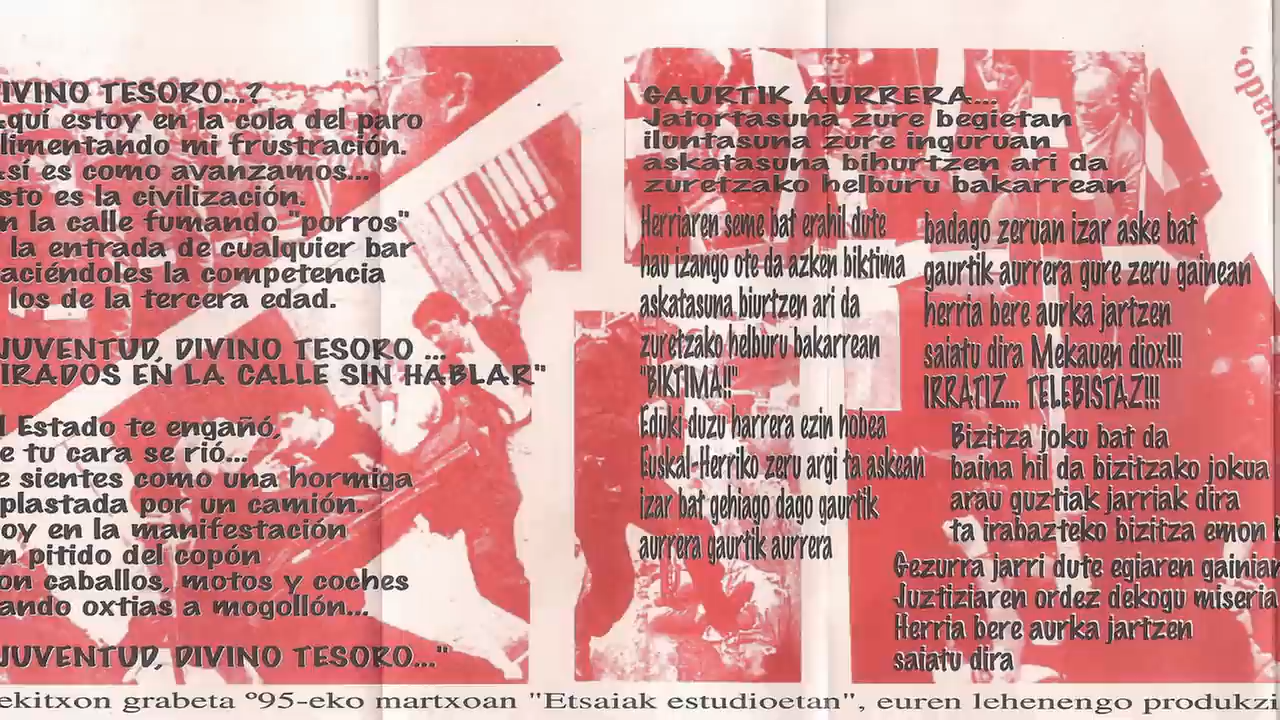 IVINO TESORO...?
quí estoy en la cola del paro
limentando mi frustración.
sí es como avanzamos...
sto es la civilización.
n la calle fumando "porros"
la entrada de cualquier bar
aciéndoles la competencia
los de la tercera edad.
JUVENTUD, DIVINO TESORO ...
IRADOS EN LA CALLE SIN HABLAR"
l Estado te engañó,
e tu cara se rió...
e sientes como una hormiga
plastada por un camión.
oy en la manifestación
n pitido del copón
on caballos, motos y coches
ando oxtias a mogollón...
JUVENTUD, DIVINO TESORO..."
GAURTIK AURRERA...
Jatortasuna zure begietan
iluntasuna zure inguruan
askatasuna bihurtzen ari da
zuretzako helburu bakarrean
Herriaren seme bat erahil dute
hau izango ote da azken biktima
askatasuna biurtzen ari da
zuretzako helburu bakarrean
"BIKTIMA!!"
Eduki duzu harrera ezin hobea
Euskal-Herriko zeru argi ta askean
izar bat gehiago dago gaurtik
aurrera gaurtik aurrera
badago zeruan izar aske bat
gaurtik aurrera gure zeru gainean
herria bere aurka jartzen
saiatu dira Mekauen diox!!!
IRRATIZ... TELEBISTAZ!!!
Bizitza joku bat da
baina hil da bizitzako jokua
arau guztiak jarriak dira
ta irabazteko bizitza emon b
Gezurra jarri dute egiaren gainian
Juztiziaren ordez dekogu miseria
Herria bere aurka jartzen
saiatu dira
ekitxon grabeta º95-eko martxoan "Etsaiak estudioetan", euren lehenengo produkzi